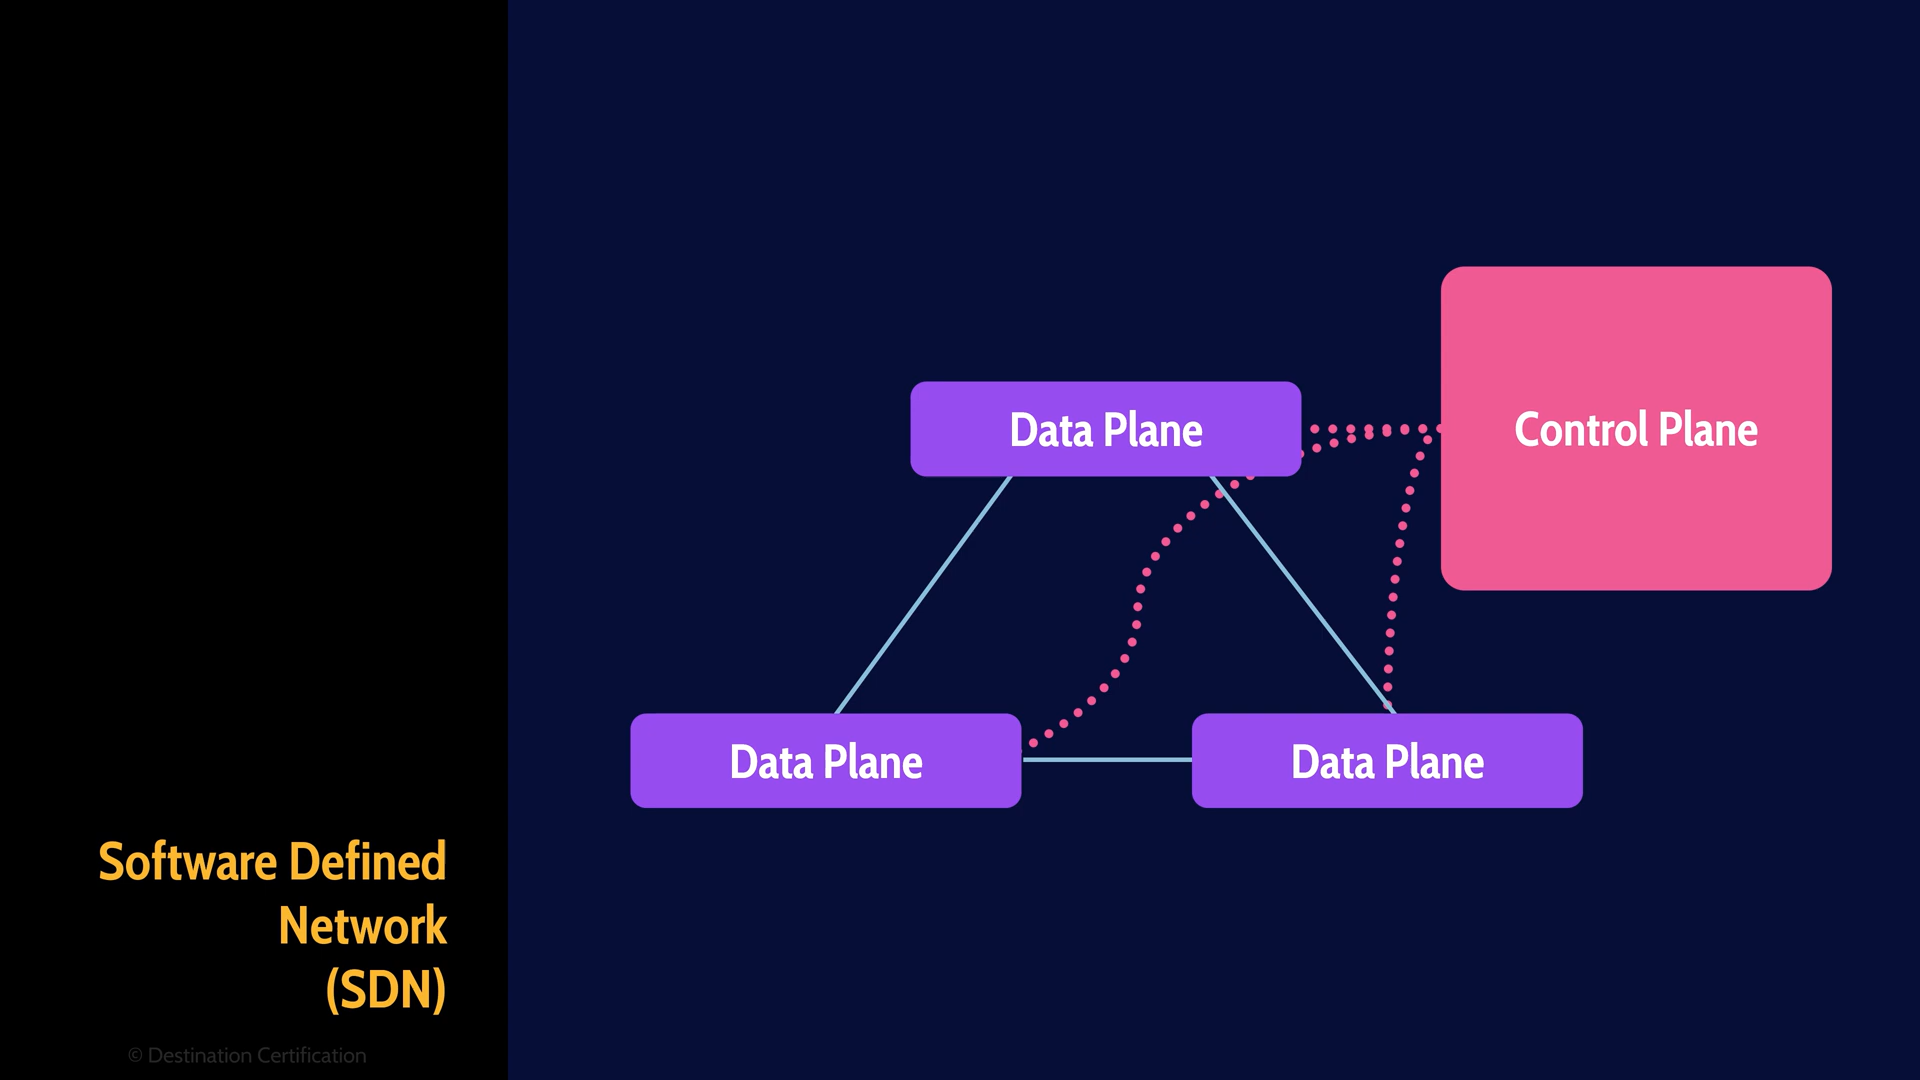 Data Plane
Control Plane
Data Plane
Data Plane
Software Defined
Network
(SDN)
© Destination Certification